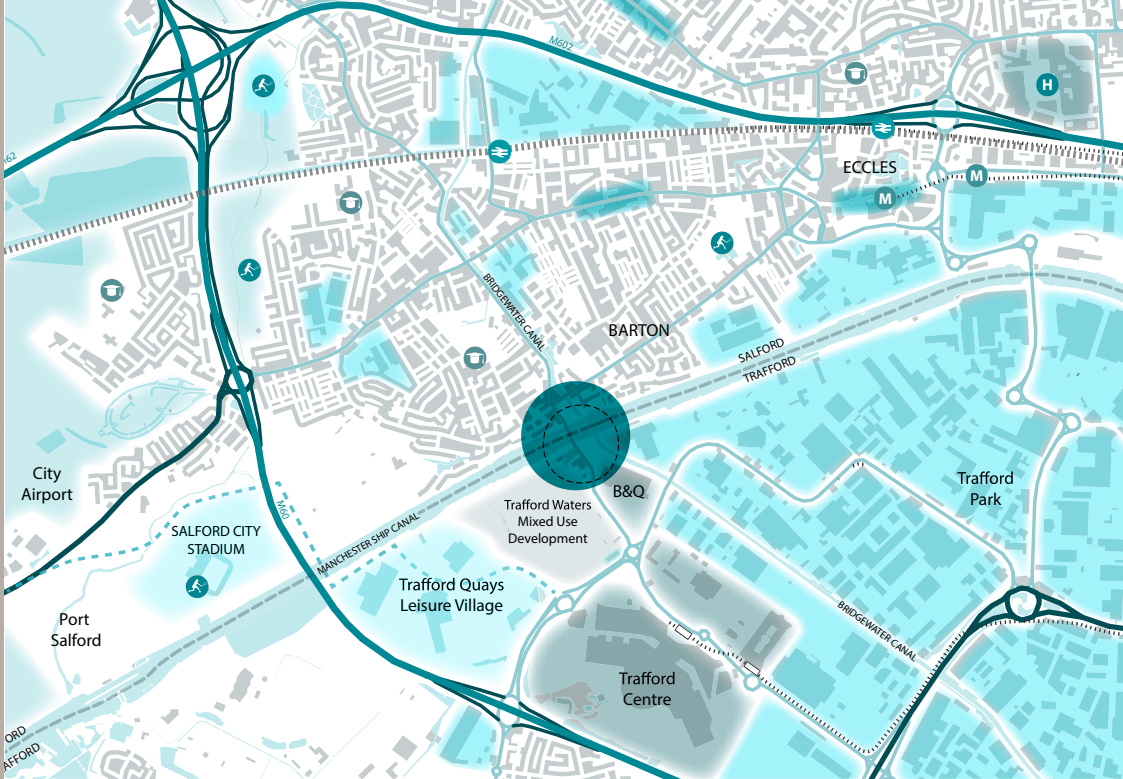 M602
H
M62
ECCLES
M
M
BRIDGEWATER CANAL
BARTON
SALFORD
TRAFFORD
City
Airport
B&Q
Trafford
Park
Trafford Waters
Mixed Use
Development
M60
SALFORD CITY
STADIUM
MANCHESTER SHIP CANAL
Trafford Quays
Leisure Village
Port
Salford
BRIDGEWATER CANAL
Trafford
Centre
ORD
AFFORD